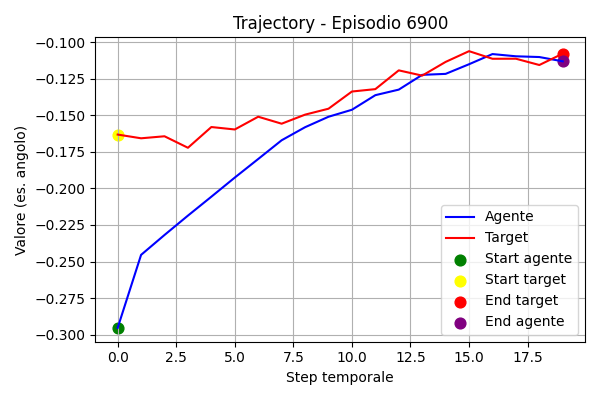 Trajectory - Episodio 6900
Valore (es. angolo)
−0.100
−0.125
−0.150
−0.175
−0.200
−0.225
−0.250
−0.275
−0.300
0.0 2.5 5.0 7.5 10.0 12.5 15.0 17.5
Step temporale
Agente
Target
Start agente
Start target
End target
End agente